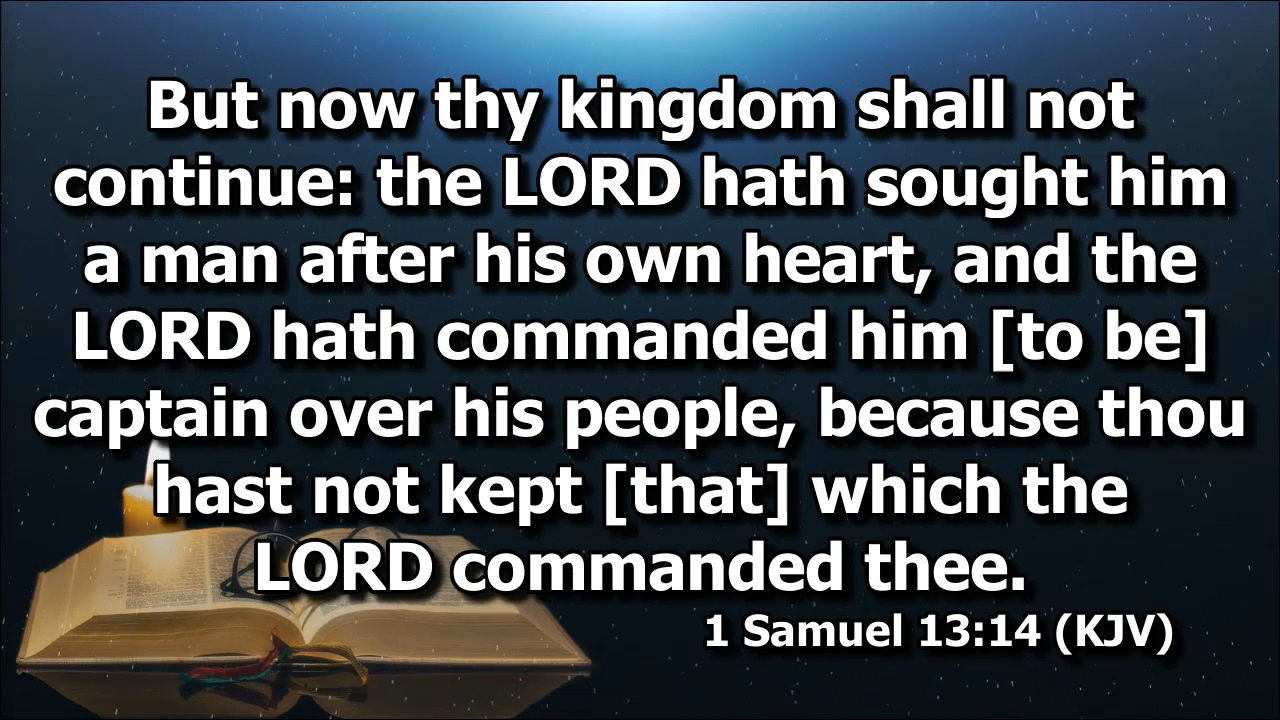 But now thy kingdom shall not
continue: the LORD hath sought him
a man after his own heart, and the
LORD hath commanded him [to be]
captain over his people, because thou
hast not kept [that] which the
LORD commanded thee.
1 Samuel 13:14 (KJV)